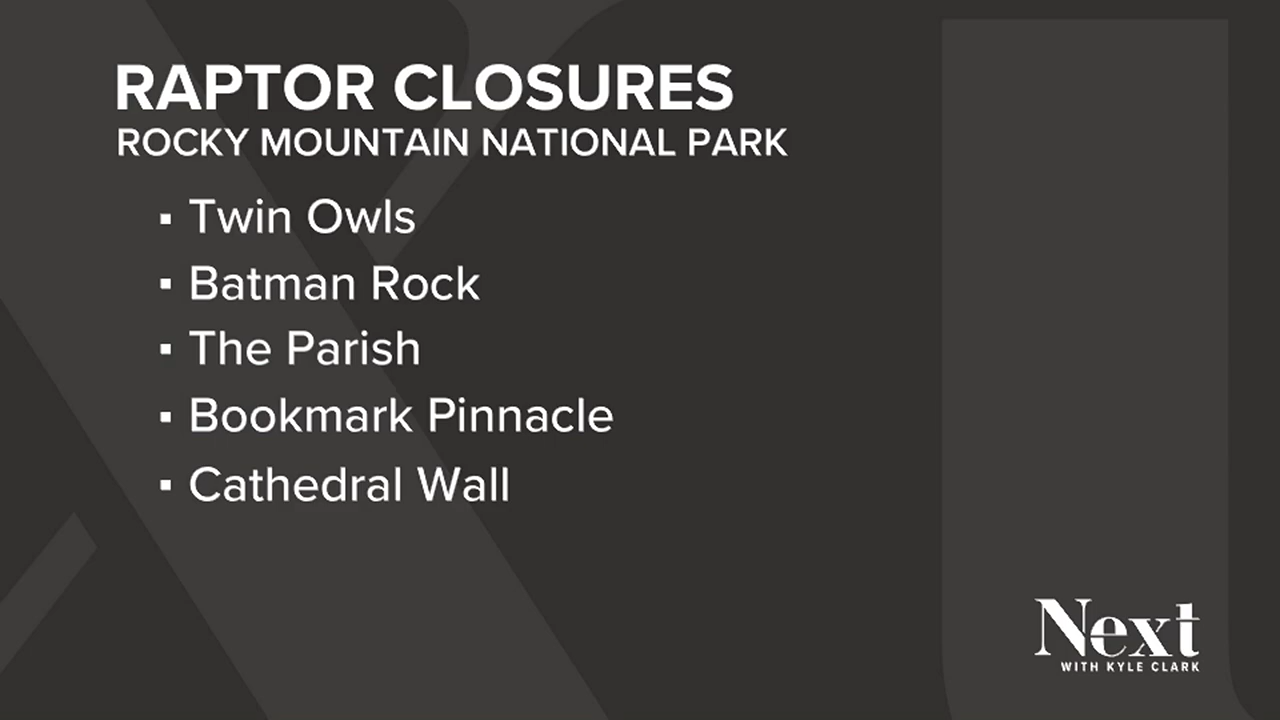 RAPTOR CLOSURES
ROCKY MOUNTAIN NATIONAL PARK
▪ Twin Owls
▪ Batman Rock
▪ The Parish
▪ Bookmark Pinnacle
▪ Cathedral Wall
Next
WITH KYLE CLARK